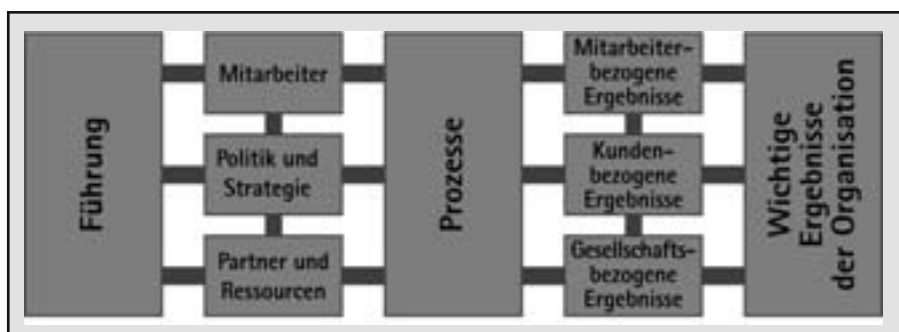 Führung
Mitarbeiter
Politik und
Strategie
Partner und
Ressourcen
Prozesse
Mitarbeiter-
bezogene
Ergebnisse
Kunden-
bezogene
Ergebnisse
Gesellschafts-
bezogene
Ergebnisse
Wichtige
Ergebnisse
der Organisation